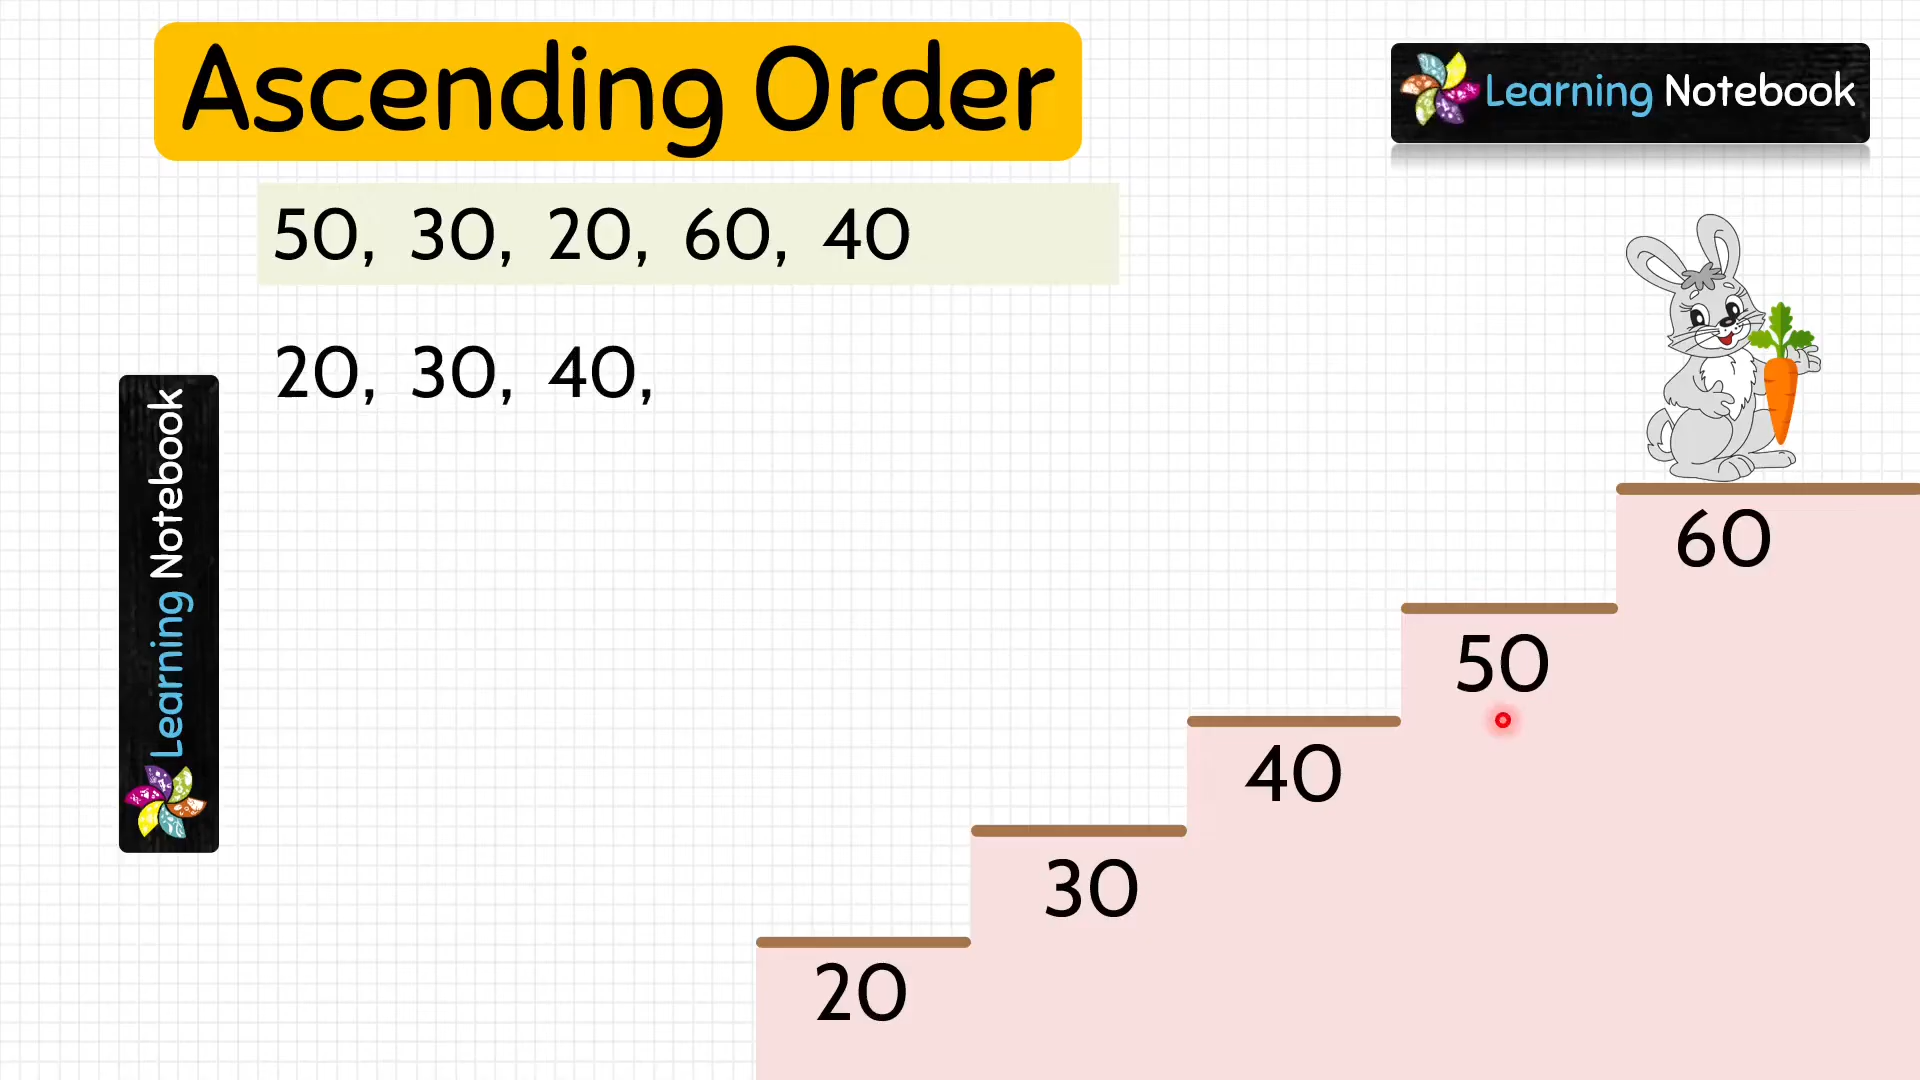 Ascending Order
Learning Notebook
50, 30, 20, 60, 40
20, 30, 40,
Learning Notebook
60
50
40
30
20